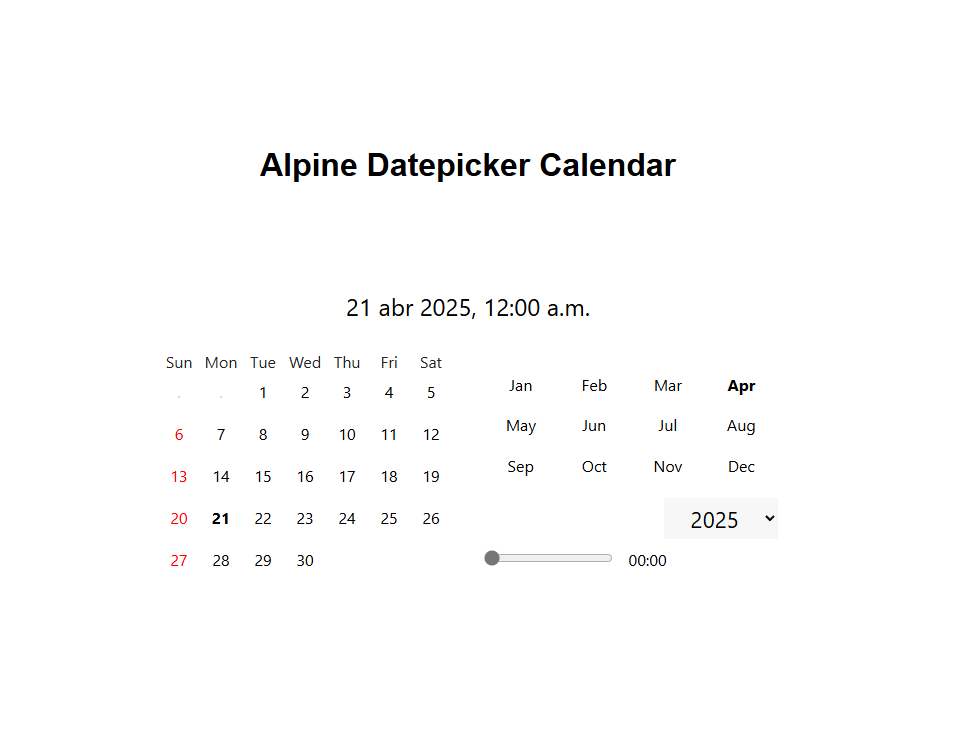 Alpine Datepicker Calendar
21 abr 2025, 12:00 a.m.
Sun Mon Tue Wed Thu Fri Sat
. . 1 2 3 4 5
6 7 8 9 10 11 12
13 14 15 16 17 18 19
20 21 22 23 24 25 26
27 28 29 30
Jan Feb Mar Apr
May Jun Jul Aug
Sep Oct Nov Dec
2025
00:00